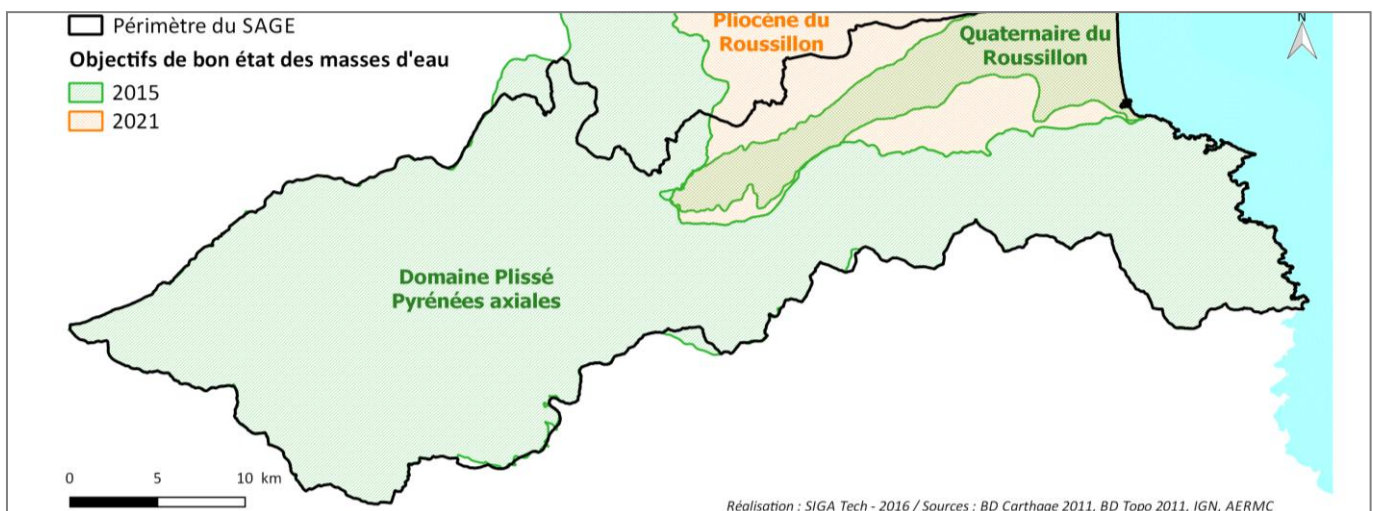 Périmètre du SAGE
Objectifs de bon état des masses d'eau
2015
2021
Pliocène du
Roussillon
Quaternaire du
Roussillon
N
Domaine Plissé
Pyrénées axiales
0 5 10 km
Réalisation : SIGA Tech - 2016 / Sources : BD Carthage 2011, BD Topo 2011, IGN, AERMC